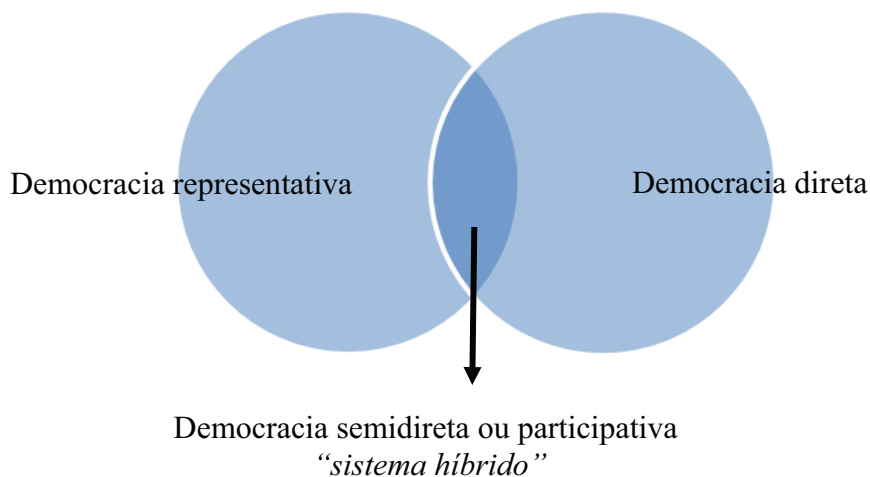 Democracia representativa
Democracia direta
Democracia semidireta ou participativa
“sistema híbrido”